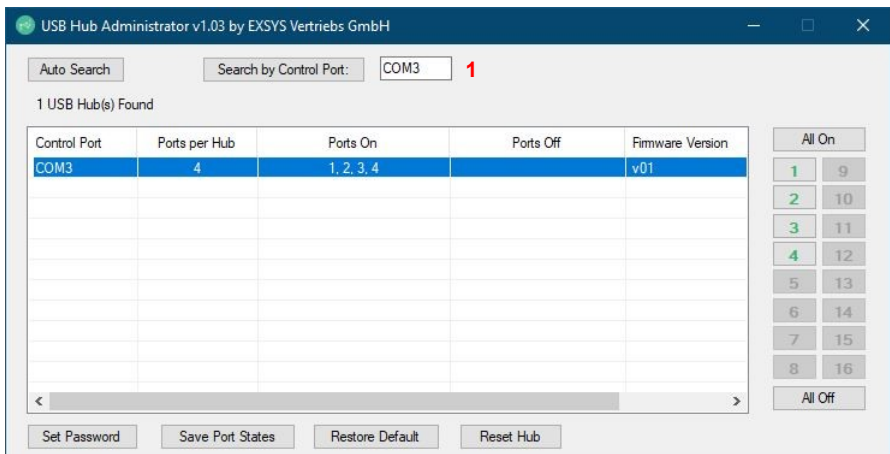 USB Hub Administrator v1.03 by EXSYS Vertriebs GmbH
Auto Search Search by Control Port: COM3 1
1 USB Hub(s) Found
Control Port Ports per Hub Ports On Ports Off Firmware Version All On
COM3 4 1, 2, 3, 4 v01 1 9
2 10
3 11
4 12
5 13
6 14
7 15
8 16
All Off
Set Password Save Port States Restore Default Reset Hub